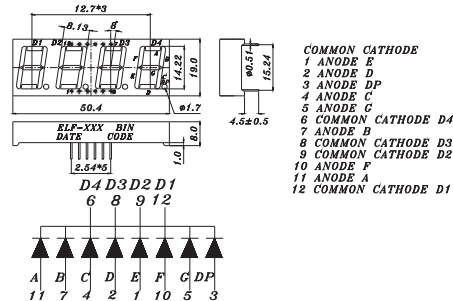 12.7*3
8.13
8°
D1 D2 D3 D4
A
F B
G
E C
D
14.22
19.0
50.4
ø1.7
ø0.51
15.24
4.5±0.5
ELF-XXX BIN
DATE CODE
8.0
1.0
2.54*5
COMMON CATHODE
1 ANODE E
2 ANODE D
3 ANODE DP
4 ANODE C
5 ANODE G
6 COMMON CATHODE D4
7 ANODE B
8 COMMON CATHODE D3
9 COMMON CATHODE D2
10 ANODE F
11 ANODE A
12 COMMON CATHODE D1
D4 D3 D2 D1
6 8 9 12
A B C D E F G DP
11 7 4 2 1 10 5 3